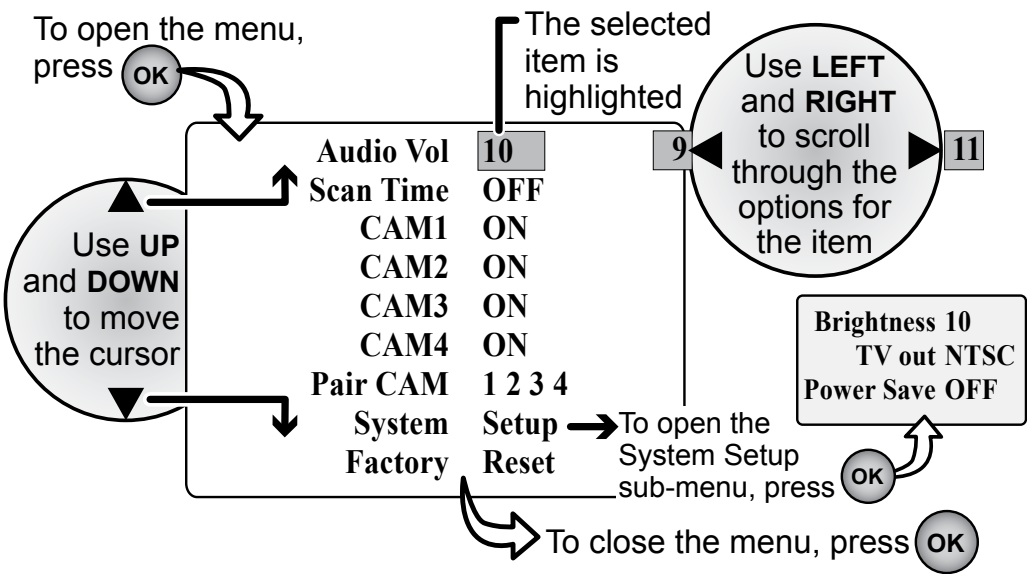 To open the menu,
press OK
The selected
item is
highlighted
Use LEFT
and RIGHT
to scroll
through the
options for
the item
9
11
Audio Vol 10
Scan Time OFF
CAM1 ON
CAM2 ON
CAM3 ON
CAM4 ON
Pair CAM 1 2 3 4
System Setup
Factory Reset
Use UP
and DOWN
to move
the cursor
Brightness 10
TV out NTSC
Power Save OFF
To open the
System Setup
sub-menu, press OK
To close the menu, press OK